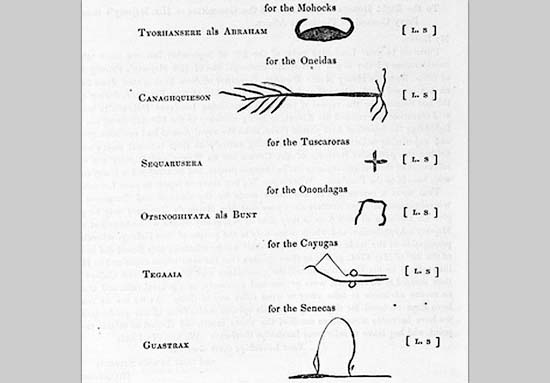 for the Mohocks
TYORHANSERE als ABRAHAM [ L. S ]
for the Oneidas
CANAGHQUIESON [ L. S ]
for the Tuscaroras
SEQUARUSERA [ L. S ]
for the Onondagas
OTSINOGHIYATA als BUNT [ L. S. ]
for the Cayugas
TEGAAIA [ L. S ]
for the Senecas
GUASTRAX [ L. S ]